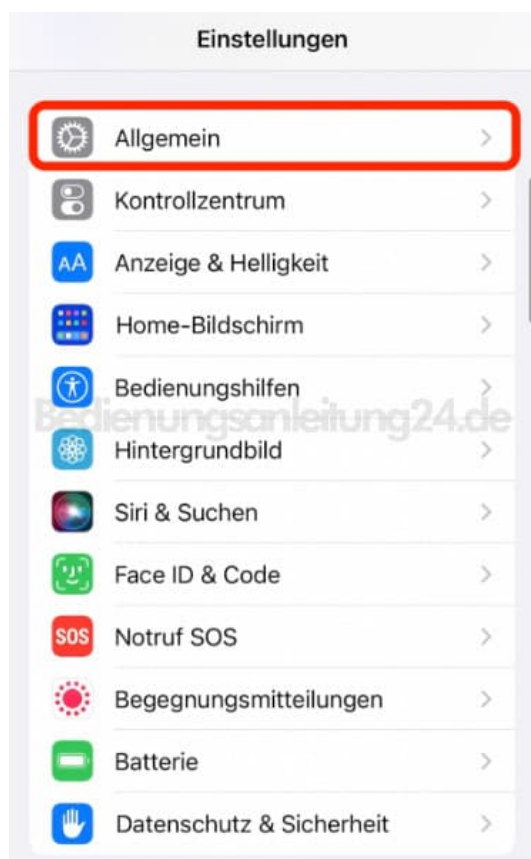 Einstellungen
Allgemein
Kontrollzentrum
AA Anzeige & Helligkeit
Home-Bildschirm
Bedienungshilfen
Bedienungsanleitung24.de
Hintergrundbild
Siri & Suchen
Face ID & Code
SOS Notruf SOS
Begegnungsmitteilungen
Batterie
Datenschutz & Sicherheit